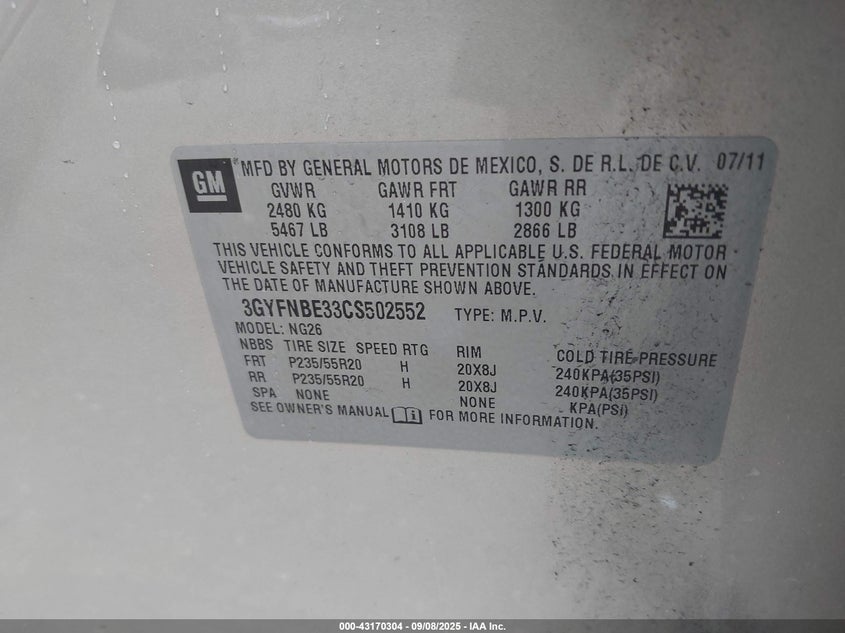 GM
MFD BY GENERAL MOTORS DE MEXICO, S. DE R.L. DE C.V. 07/11
GVWR GAWR FRT GAWR RR
2480 KG 1410 KG 1300 KG
5467 LB 3108 LB 2866 LB
THIS VEHICLE CONFORMS TO ALL APPLICABLE U.S. FEDERAL MOTOR
VEHICLE SAFETY AND THEFT PREVENTION STANDARDS IN EFFECT ON
THE DATE OF MANUFACTURE SHOWN ABOVE.
3GYFNBE33CS502552 TYPE: M.P.V.
MODEL: NG26
NBBS TIRE SIZE SPEED RTG RIM COLD TIRE PRESSURE
FRT P235/55R20 H 20X8J 240KPA(35PSI)
RR P235/55R20 H 20X8J 240KPA(35PSI)
SPA NONE NONE KPA(PSI)
SEE OWNER'S MANUAL FOR MORE INFORMATION.
000-43170304 - 09/08/2025 - IAA Inc.